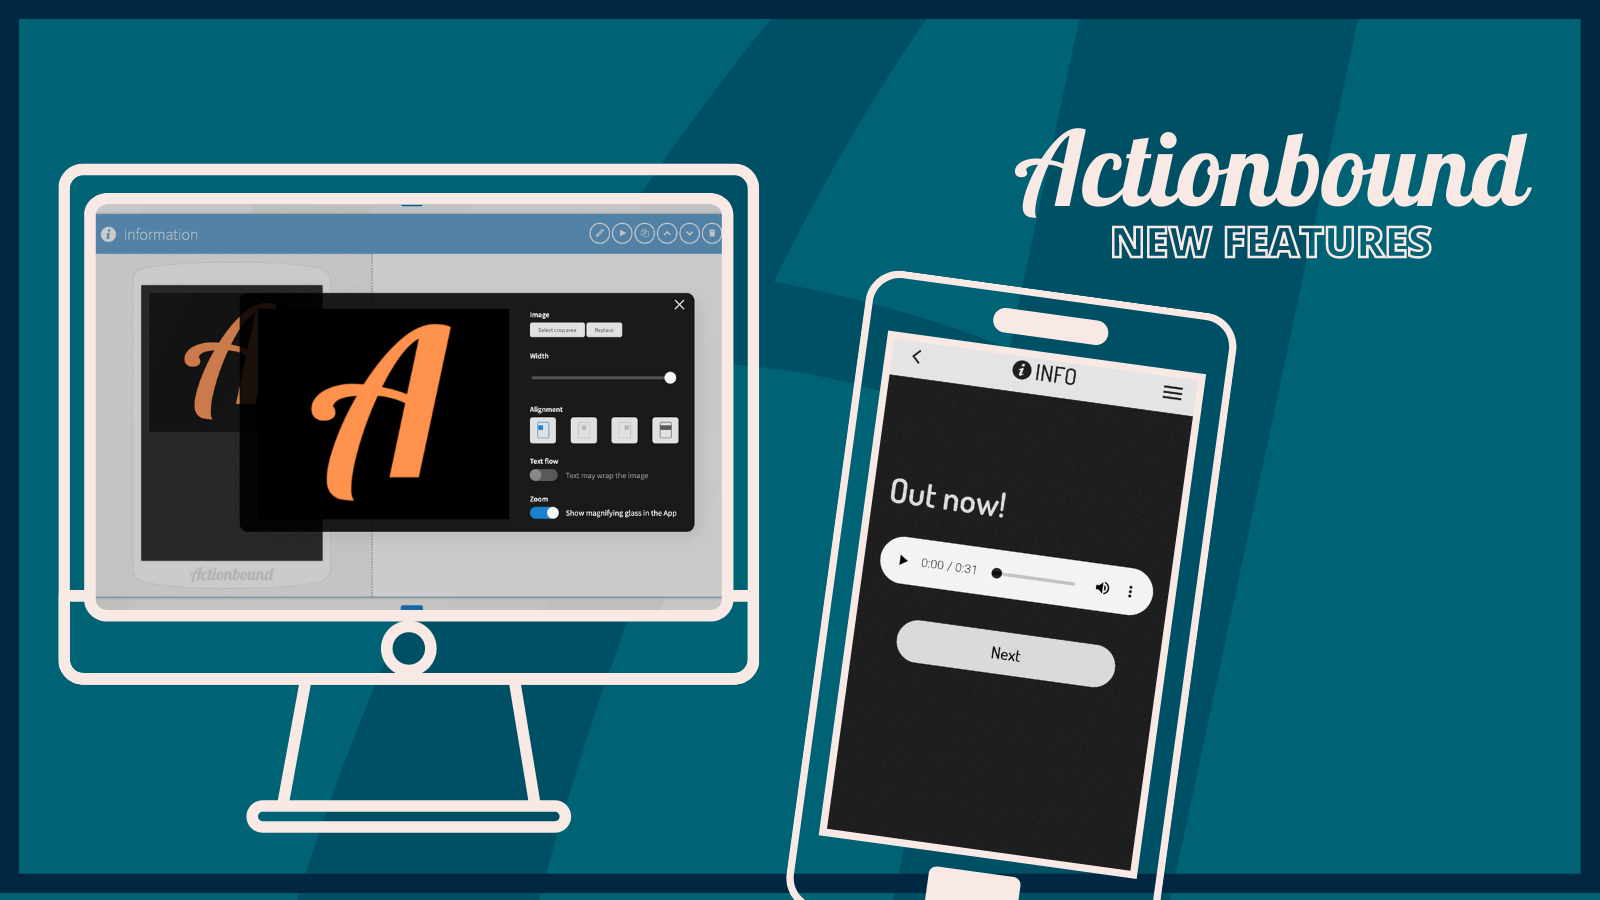 Actionbound
NEW FEATURES
Information
Image
Select crop area
Replace
Width
Alignment
Text flow
Text may wrap the image
Zoom
Show magnifying glass in the App
Actionbound
INFO
Out now!
0:00 / 0:31
Next